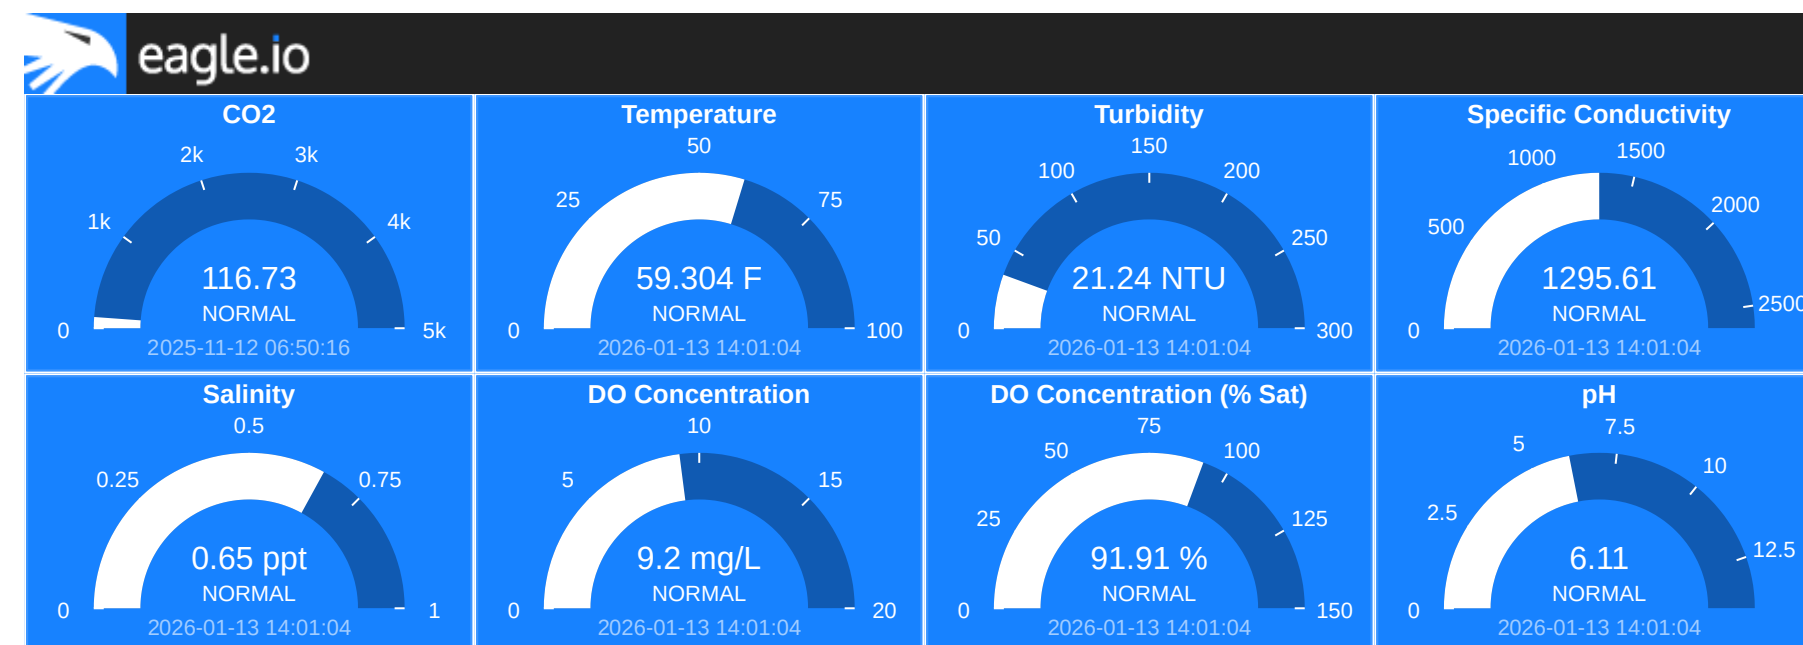 eagle.io
CO2
2k 3k
1k 4k
116.73
NORMAL
0 5k
2025-11-12 06:50:16
Temperature
50
25 75
59.304 F
NORMAL
0 100
2026-01-13 14:01:04
Turbidity
150
100 200
50 250
21.24 NTU
NORMAL
0 300
2026-01-13 14:01:04
Specific Conductivity
1000 1500
500 2000
1295.61
NORMAL
0 2500
2026-01-13 14:01:04
Salinity
0.5
0.25 0.75
0.65 ppt
NORMAL
0 1
2026-01-13 14:01:04
DO Concentration
10
5 15
9.2 mg/L
NORMAL
0 20
2026-01-13 14:01:04
DO Concentration (% Sat)
75
50 100
25 125
91.91 %
NORMAL
0 150
2026-01-13 14:01:04
pH
5 7.5
2.5 10
12.5
6.11
NORMAL
0
2026-01-13 14:01:04